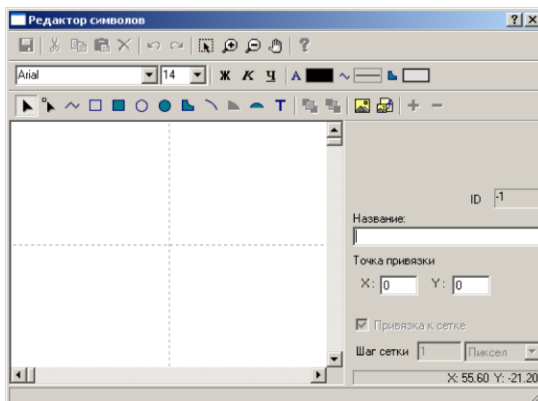 Редактор символов
Arial 14 Ж К Ч А
T
ID -1
Название:
Точка привязки
X: 0 Y: 0
Привязка к сетке
Шаг сетки 1 Пиксел
X: 55.60 Y: -21.20